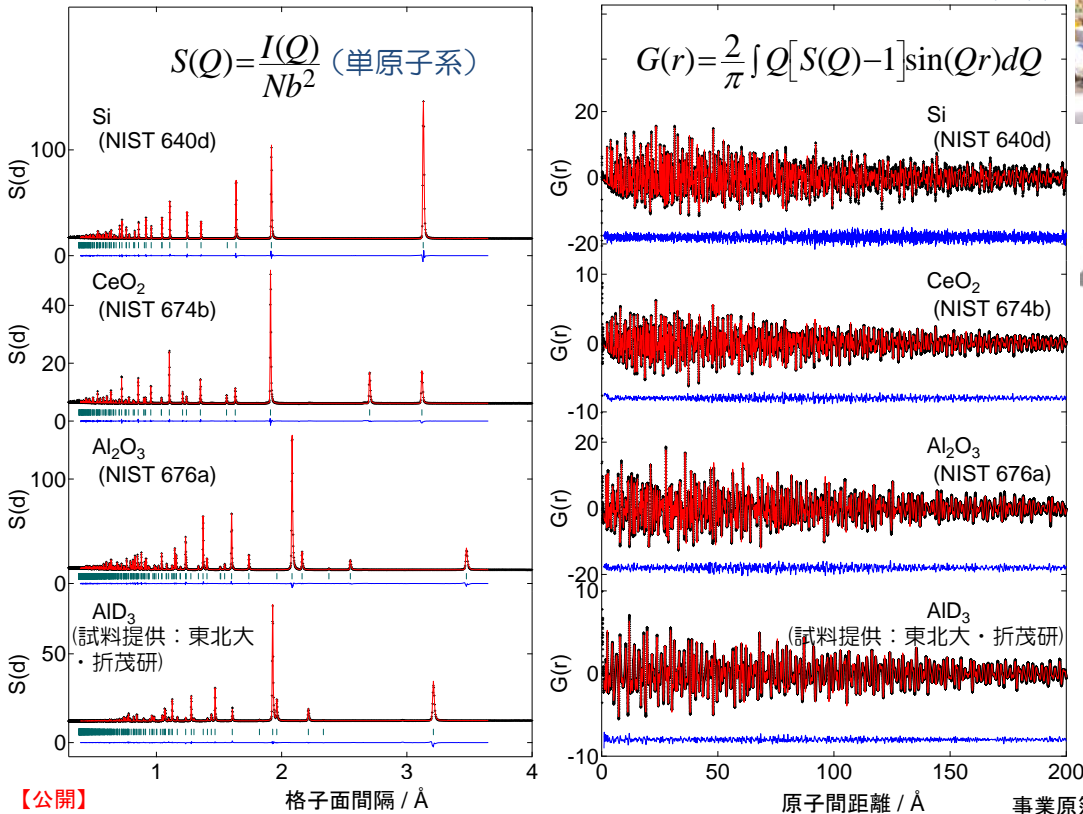 S(Q)=I(Q)/Nb² (単原子系)
Si
(NIST 640d)
100
0
S(d)
CeO₂
(NIST 674b)
40
20
0
S(d)
Al₂O₃
(NIST 676a)
100
0
S(d)
AlD₃
(試料提供:東北大
・折茂研)
50
0
S(d)
1 2 3 4
格子面間隔 / Å
【公開】
G(r)=2/π ∫Q[S(Q)-1]sin(Qr)dQ
Si
(NIST 640d)
20
0
-20
G(r)
CeO₂
(NIST 674b)
10
0
-10
G(r)
Al₂O₃
(NIST 676a)
20
0
-20
G(r)
AlD₃
(試料提供:東北大・折茂研)
10
0
-10
G(r)
0 50 100 150 200
原子間距離 / Å
事業原